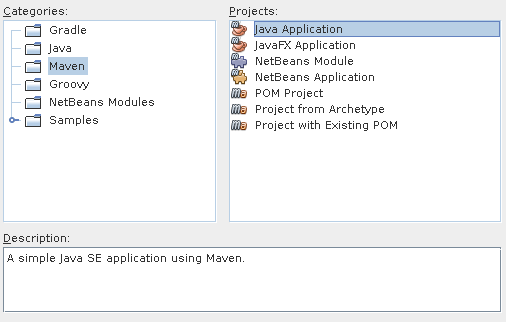 Categories:
Gradle
Java
Maven
Groovy
NetBeans Modules
Samples
Projects:
Java Application
JavaFX Application
NetBeans Module
NetBeans Application
POM Project
Project from Archetype
Project with Existing POM
Description:
A simple Java SE application using Maven.